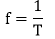 f = 1/T